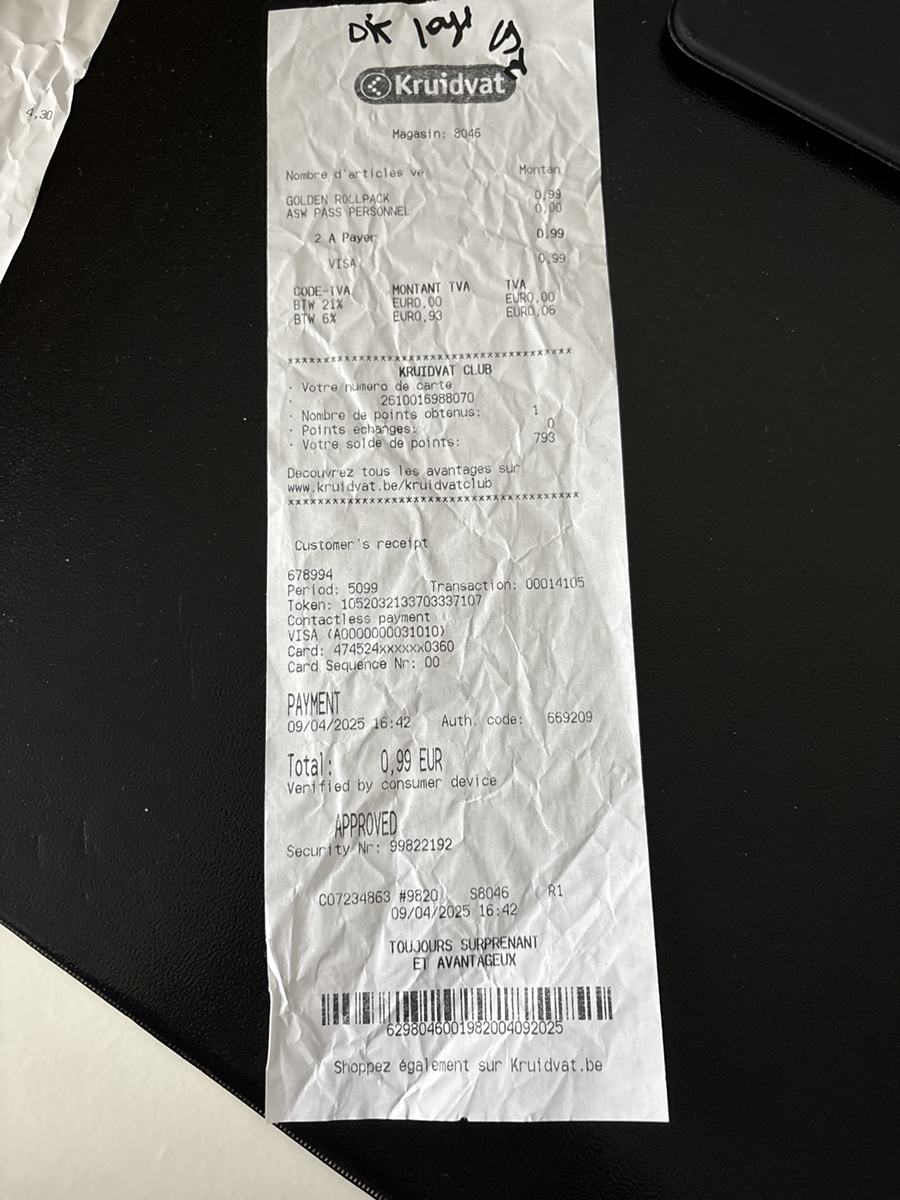 4,30
Kruidvat
Magasin: 8046
Nombre d'articles ve Montan
GOLDEN ROLLPACK 0,99
ASW PASS PERSONNEL 0,00
2 A Payer 0,99
VISA 0,99
CODE-TVA MONTANT TVA TVA
BTW 21% EURO,00 EURO,00
BTW 6% EURO,93 EURO,06
****************************************
KRUIDVAT CLUB
· Votre numero de carte
· 2610016988070
· Nombre de points obtenus: 1
· Points echanges: 0
· Votre solde de points: 793
Decouvrez tous les avantages sur
www.kruidvat.be/kruidvatclub
****************************************
Customer's receipt
678994
Period: 5099 Transaction: 00014105
Token: 1052032133703337107
Contactless payment
VISA (A0000000031010)
Card: 474524xxxxxx0360
Card Sequence Nr: 00
PAYMENT
09/04/2025 16:42 Auth. code: 669209
Total: 0,99 EUR
Verified by consumer device
APPROVED
Security Nr: 99822192
C07234863 #9820 S8046 R1
09/04/2025 16:42
TOUJOURS SURPRENANT
ET AVANTAGEUX
6298046001982004092025
Shoppez également sur Kruidvat.be